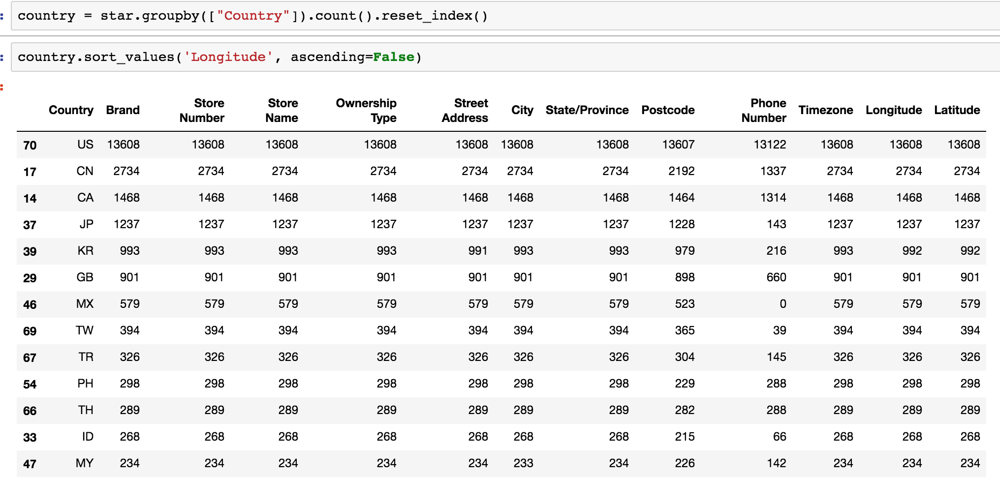 : country = star.groupby(["Country"]).count().reset_index()
: country.sort_values('Longitude', ascending=False)
:
Country Brand Store Number Store Name Ownership Type Street Address City State/Province Postcode Phone Number Timezone Longitude Latitude
70 US 13608 13608 13608 13608 13608 13608 13608 13607 13122 13608 13608 13608
17 CN 2734 2734 2734 2734 2734 2734 2734 2192 1337 2734 2734 2734
14 CA 1468 1468 1468 1468 1468 1468 1468 1464 1314 1468 1468 1468
37 JP 1237 1237 1237 1237 1237 1237 1237 1228 143 1237 1237 1237
39 KR 993 993 993 993 991 993 993 979 216 993 992 992
29 GB 901 901 901 901 901 901 901 898 660 901 901 901
46 MX 579 579 579 579 579 579 579 523 0 579 579 579
69 TW 394 394 394 394 394 394 394 365 39 394 394 394
67 TR 326 326 326 326 326 326 326 304 145 326 326 326
54 PH 298 298 298 298 298 298 298 229 288 298 298 298
66 TH 289 289 289 289 289 289 289 282 288 289 289 289
33 ID 268 268 268 268 268 268 268 215 66 268 268 268
47 MY 234 234 234 234 234 233 234 226 142 234 234 234